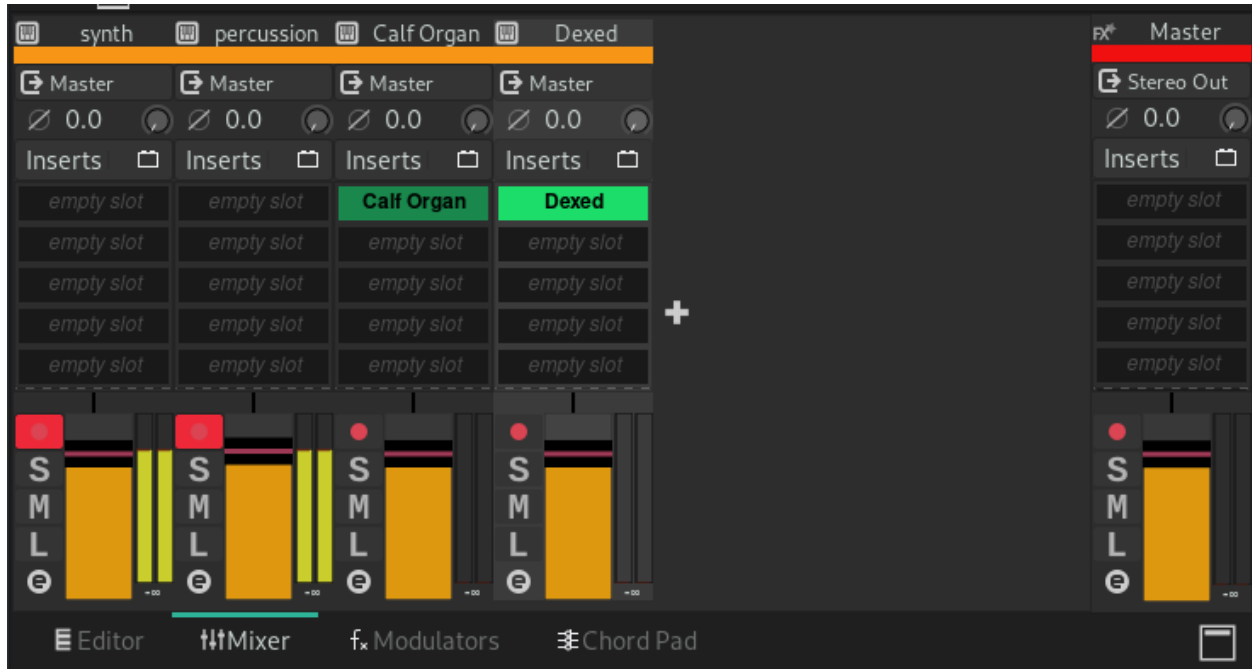 synth percussion Calf Organ Dexed FX Master
Master Master Master Master Stereo Out
0.0 0.0 0.0 0.0 0.0
Inserts Inserts Inserts Inserts Inserts
empty slot empty slot Calf Organ Dexed empty slot
empty slot empty slot empty slot empty slot empty slot
empty slot empty slot empty slot empty slot empty slot
empty slot empty slot empty slot empty slot empty slot
empty slot empty slot empty slot empty slot empty slot
S S S S S
M M M M M
L L L L L
e e e e e
-∞ -∞ -∞ -∞ -∞
Editor Mixer fx Modulators Chord Pad